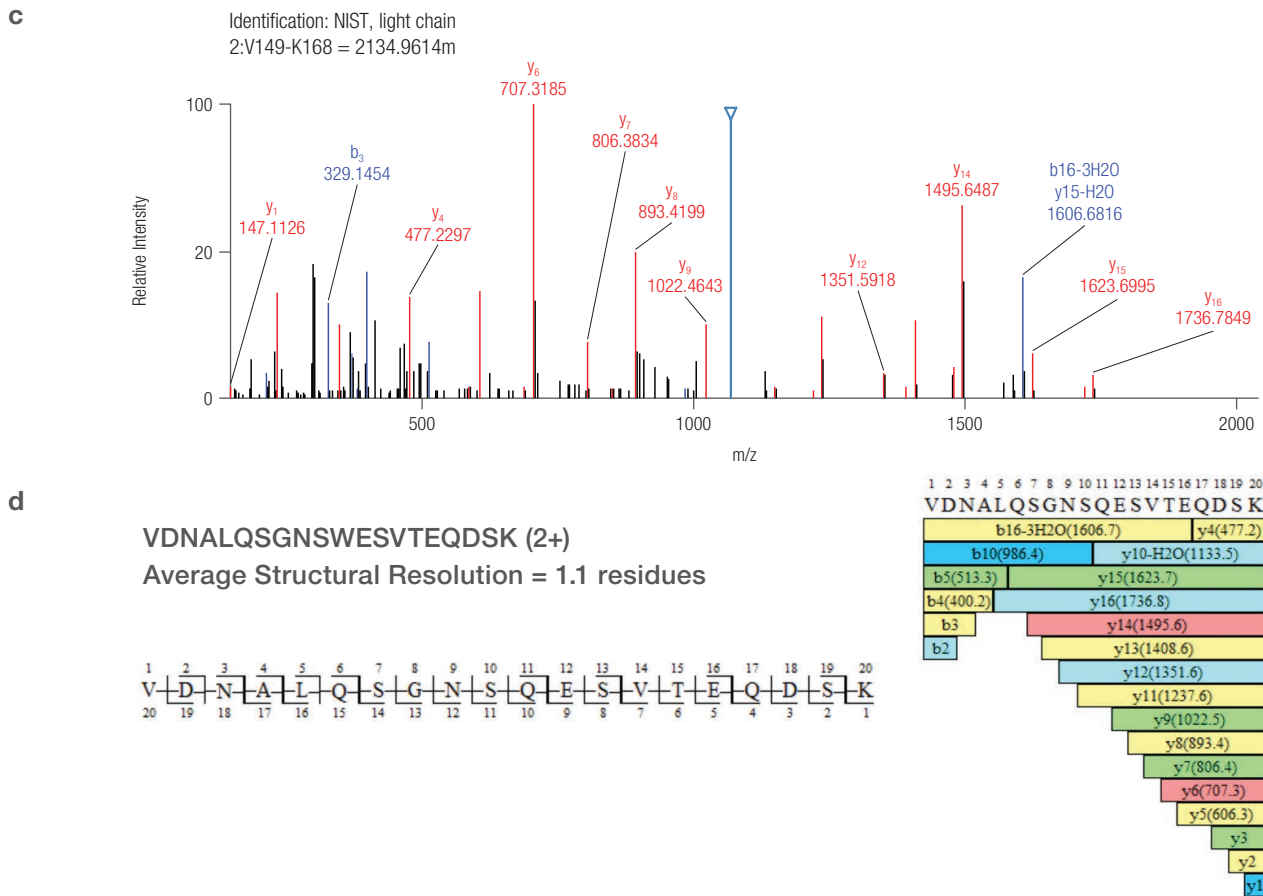 c
Identification: NIST, light chain
2:V149-K168 = 2134.9614m
Relative Intensity
100
20
0
y1
147.1126
b3
329.1454
y4
477.2297
y6
707.3185
y7
806.3834
y8
893.4199
y9
1022.4643
y12
1351.5918
y14
1495.6487
b16-3H2O
y15-H2O
1606.6816
y15
1623.6995
y16
1736.7849
500
1000
1500
2000
m/z
d
VDNALQSGNSWESVTEQDSK (2+)
Average Structural Resolution = 1.1 residues
1 2 3 4 5 6 7 8 9 10 11 12 13 14 15 16 17 18 19 20
V D N A L Q S G N S Q E S V T E Q D S K
20 19 18 17 16 15 14 13 12 11 10 9 8 7 6 5 4 3 2 1
1 2 3 4 5 6 7 8 9 10 11 12 13 14 15 16 17 18 19 20
V D N A L Q S G N S Q E S V T E Q D S K
b16-3H2O(1606.7) y4(477.2)
b10(986.4) y10-H2O(1133.5)
b5(513.3) y15(1623.7)
b4(400.2) y16(1736.8)
b3 y14(1495.6)
b2 y13(1408.6)
y12(1351.6)
y11(1237.6)
y9(1022.5)
y8(893.4)
y7(806.4)
y6(707.3)
y5(606.3)
y3
y2
y1